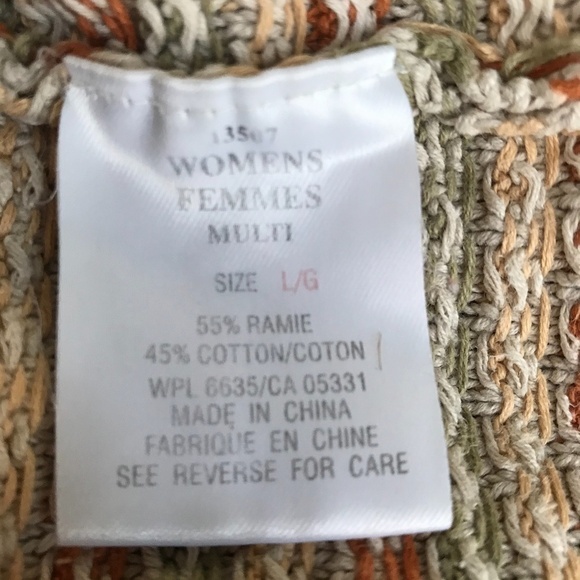 13507
WOMENS
FEMMES
MULTI
SIZE L/G
55% RAMIE
45% COTTON/COTON
WPL 6635/CA 05331
MADE IN CHINA
FABRIQUE EN CHINE
SEE REVERSE FOR CARE